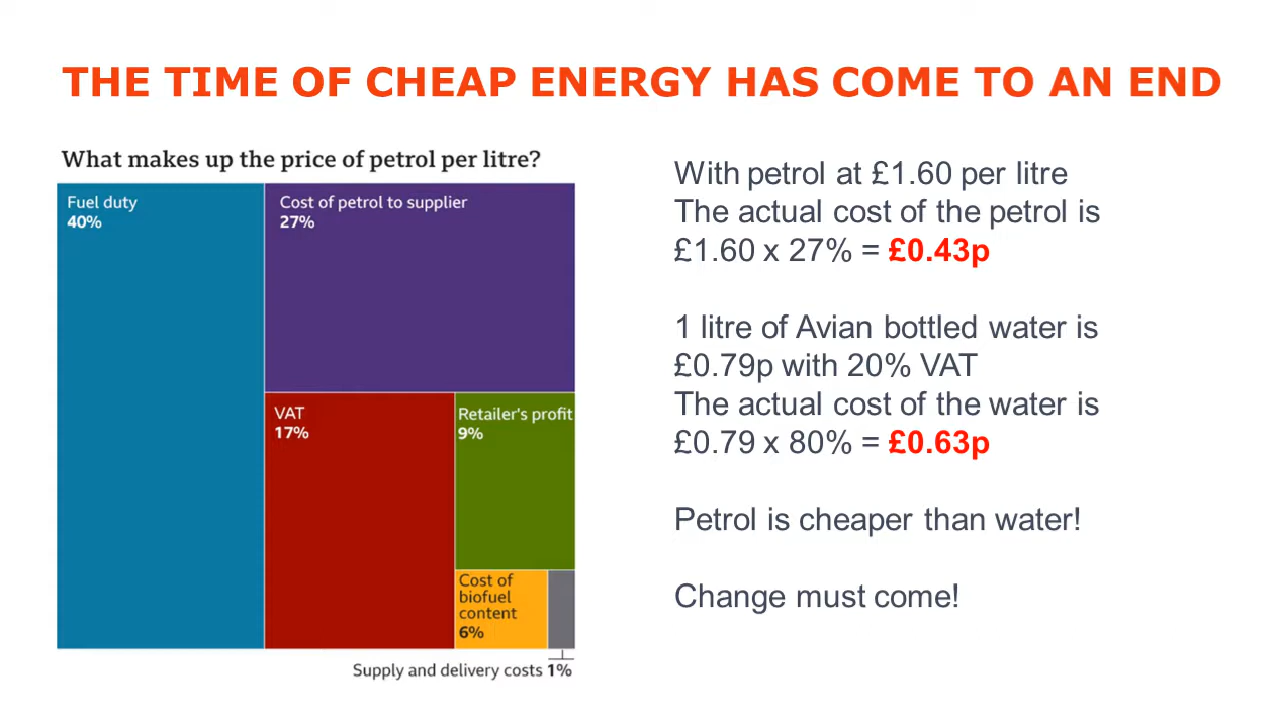 THE TIME OF CHEAP ENERGY HAS COME TO AN END
What makes up the price of petrol per litre?
Fuel duty
40%
Cost of petrol to supplier
27%
VAT
17%
Retailer's profit
9%
Cost of
biofuel
content
6%
Supply and delivery costs 1%
With petrol at £1.60 per litre
The actual cost of the petrol is
£1.60 x 27% = £0.43p
1 litre of Avian bottled water is
£0.79p with 20% VAT
The actual cost of the water is
£0.79 x 80% = £0.63p
Petrol is cheaper than water!
Change must come!